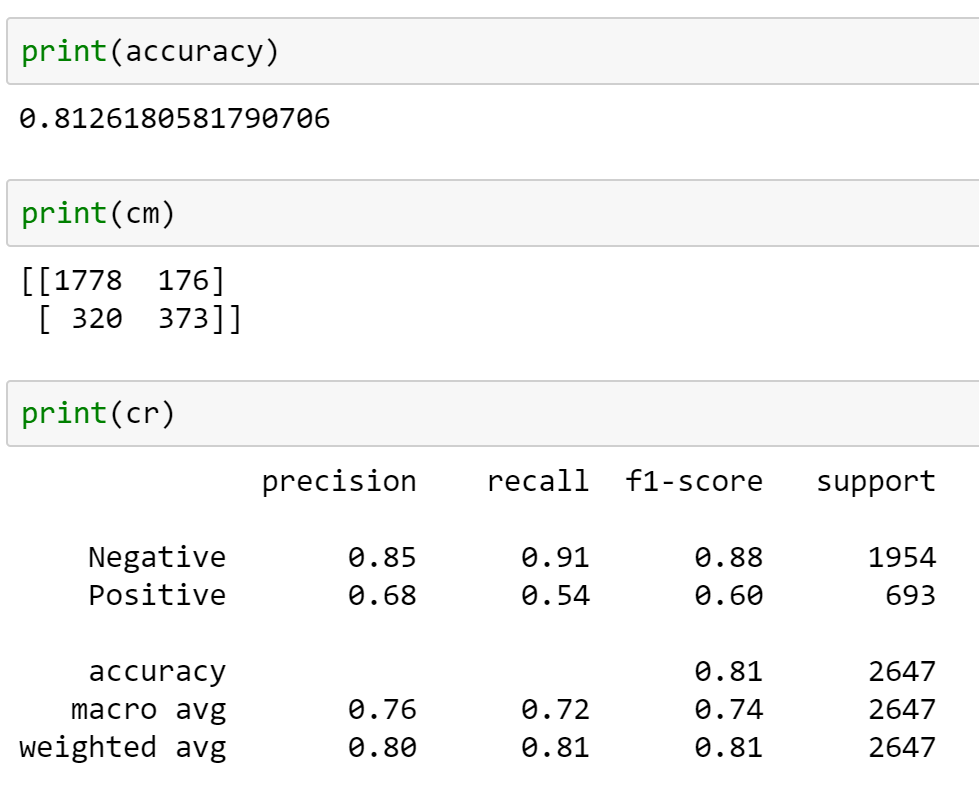 print(accuracy)
0.8126180581790706
print(cm)
[[1778  176]
 [ 320  373]]
print(cr)
              precision    recall  f1-score   support

    Negative       0.85      0.91      0.88      1954
    Positive       0.68      0.54      0.60       693

    accuracy                           0.81      2647
   macro avg       0.76      0.72      0.74      2647
weighted avg       0.80      0.81      0.81      2647